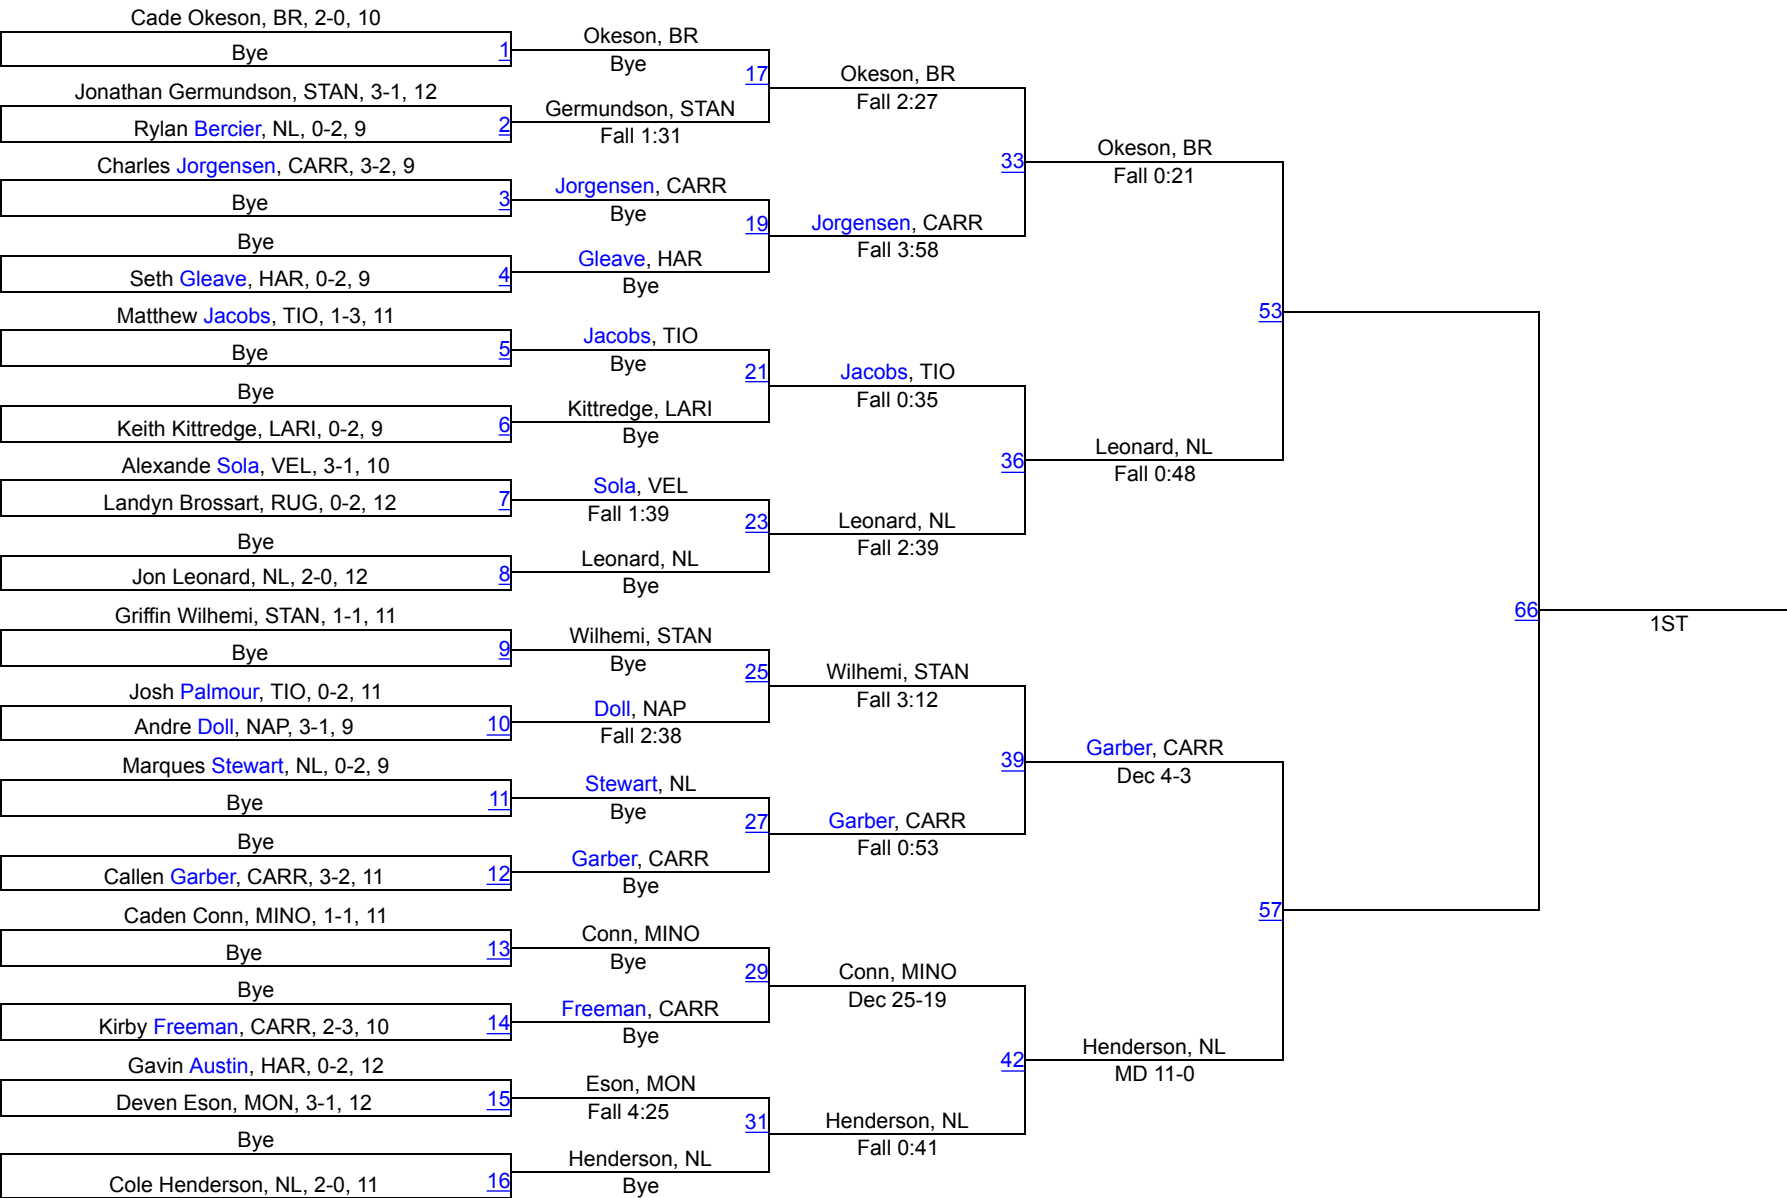 Cade Okeson, BR, 2-0, 10
Bye
1
Jonathan Germundson, STAN, 3-1, 12
Rylan Bercier, NL, 0-2, 9
2
Charles Jorgensen, CARR, 3-2, 9
Bye
3
Bye
Seth Gleave, HAR, 0-2, 9
4
Matthew Jacobs, TIO, 1-3, 11
Bye
5
Bye
Keith Kittredge, LARI, 0-2, 9
6
Alexande Sola, VEL, 3-1, 10
Landyn Brossart, RUG, 0-2, 12
7
Bye
Jon Leonard, NL, 2-0, 12
8
Griffin Wilhemi, STAN, 1-1, 11
Bye
9
Josh Palmour, TIO, 0-2, 11
Andre Doll, NAP, 3-1, 9
10
Marques Stewart, NL, 0-2, 9
Bye
11
Bye
Callen Garber, CARR, 3-2, 11
12
Caden Conn, MINO, 1-1, 11
Bye
13
Bye
Kirby Freeman, CARR, 2-3, 10
14
Gavin Austin, HAR, 0-2, 12
Deven Eson, MON, 3-1, 12
15
Bye
Cole Henderson, NL, 2-0, 11
16
Okeson, BR
Bye
17
Germundson, STAN
Fall 1:31
Jorgensen, CARR
Bye
19
Gleave, HAR
Bye
Jacobs, TIO
Bye
21
Kittredge, LARI
Bye
Sola, VEL
Fall 1:39
23
Leonard, NL
Bye
Wilhemi, STAN
Bye
25
Doll, NAP
Fall 2:38
Stewart, NL
Bye
27
Garber, CARR
Bye
Conn, MINO
Bye
29
Freeman, CARR
Bye
Eson, MON
Fall 4:25
31
Henderson, NL
Bye
Okeson, BR
Fall 2:27
33
Jorgensen, CARR
Fall 3:58
Jacobs, TIO
Fall 0:35
36
Leonard, NL
Fall 2:39
Wilhemi, STAN
Fall 3:12
39
Garber, CARR
Fall 0:53
Conn, MINO
Dec 25-19
42
Henderson, NL
Fall 0:41
Okeson, BR
Fall 0:21
53
Leonard, NL
Fall 0:48
Garber, CARR
Dec 4-3
57
Henderson, NL
MD 11-0
66
1ST